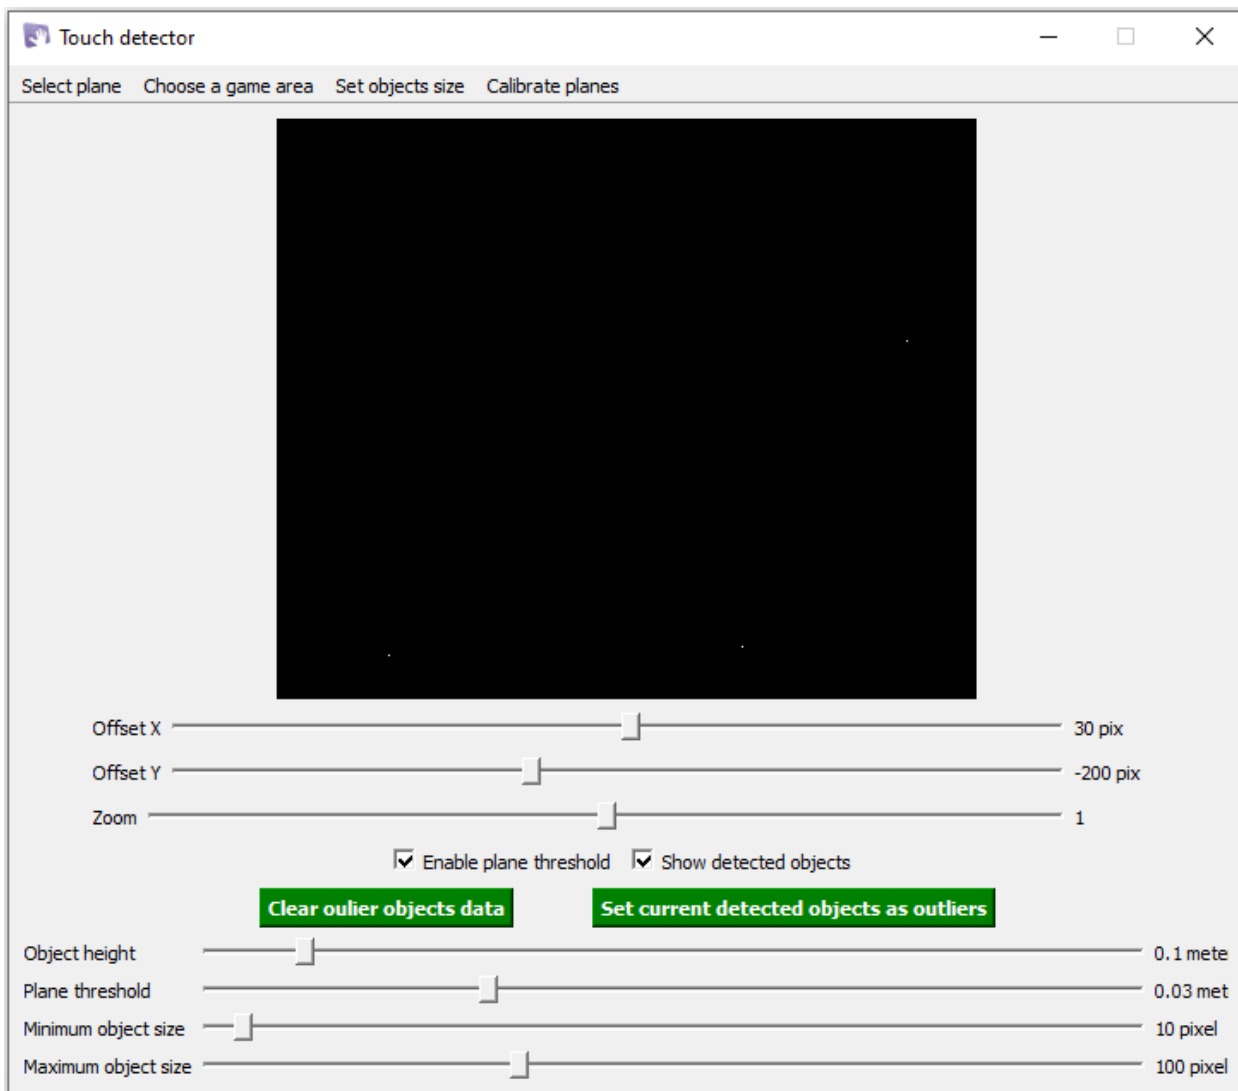 Touch detector
Select plane Choose a game area Set objects size Calibrate planes
Offset X 30 pix
Offset Y -200 pix
Zoom 1
Enable plane threshold Show detected objects
Clear oulier objects data Set current detected objects as outliers
Object height 0.1 mete
Plane threshold 0.03 met
Minimum object size 10 pixel
Maximum object size 100 pixel